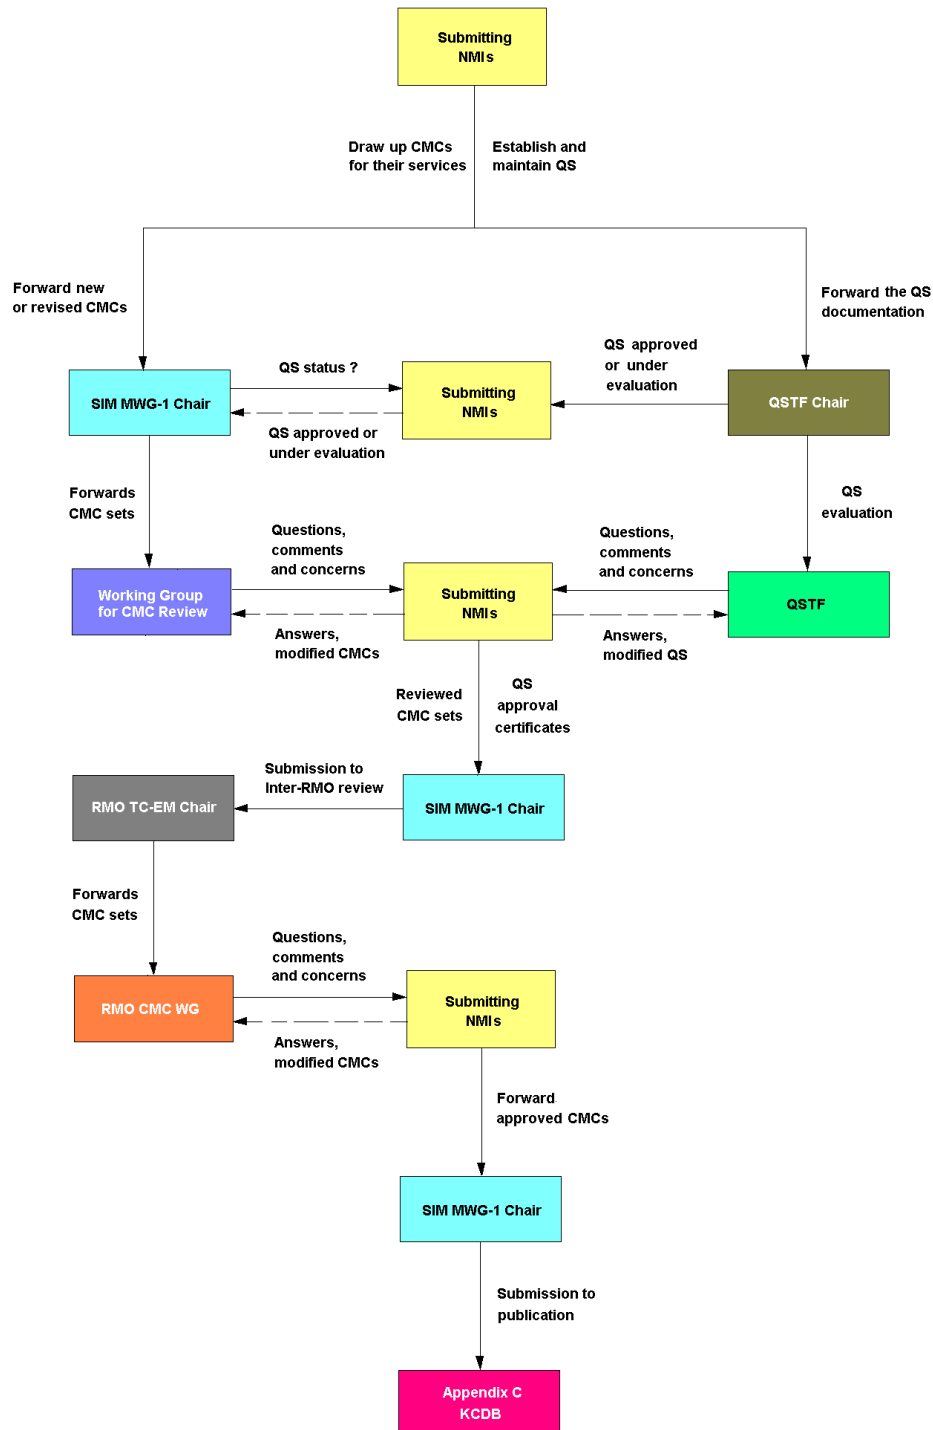 Submitting
NMIs
Draw up CMCs
for their services
Establish and
maintain QS
Forward new
or revised CMCs
Forward the QS
documentation
SIM MWG-1 Chair
QS status ?
QS approved or
under evaluation
Submitting
NMIs
QS approved
or under
evaluation
QSTF Chair
Forwards
CMC sets
QS
evaluation
Working Group
for CMC Review
Questions,
comments
and concerns
Answers,
modified CMCs
Submitting
NMIs
Questions,
comments
and concerns
Answers,
modified QS
QSTF
Reviewed
CMC sets
QS
approval
certificates
RMO TC-EM Chair
Submission to
Inter-RMO review
SIM MWG-1 Chair
Forwards
CMC sets
RMO CMC WG
Questions,
comments
and concerns
Answers,
modified CMCs
Submitting
NMIs
Forward
approved CMCs
SIM MWG-1 Chair
Submission to
publication
Appendix C
KCDB